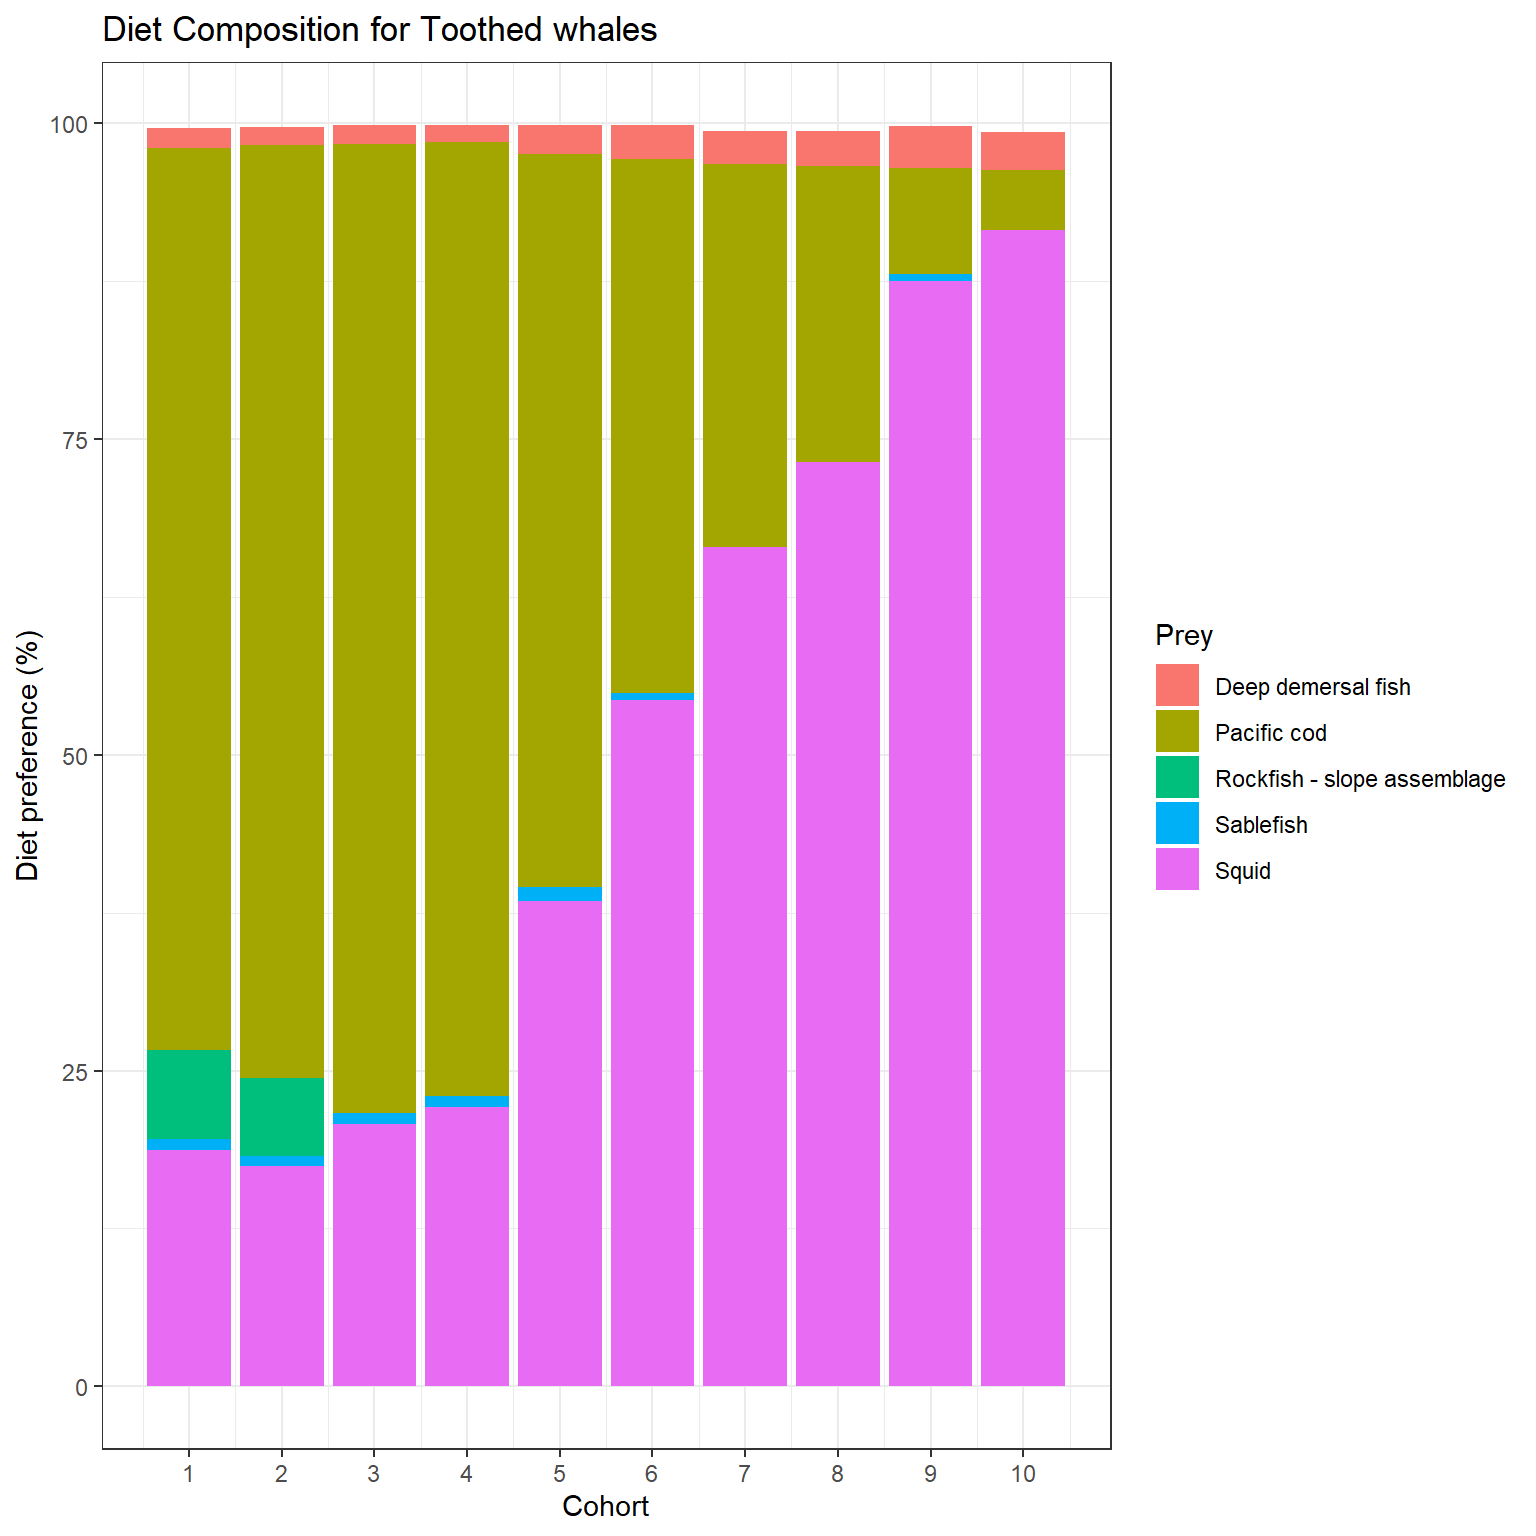 Diet Composition for Toothed whales
Diet preference (%)
100
75
50
25
0
1 2 3 4 5 6 7 8 9 10
Cohort
Prey
Deep demersal fish
Pacific cod
Rockfish - slope assemblage
Sablefish
Squid